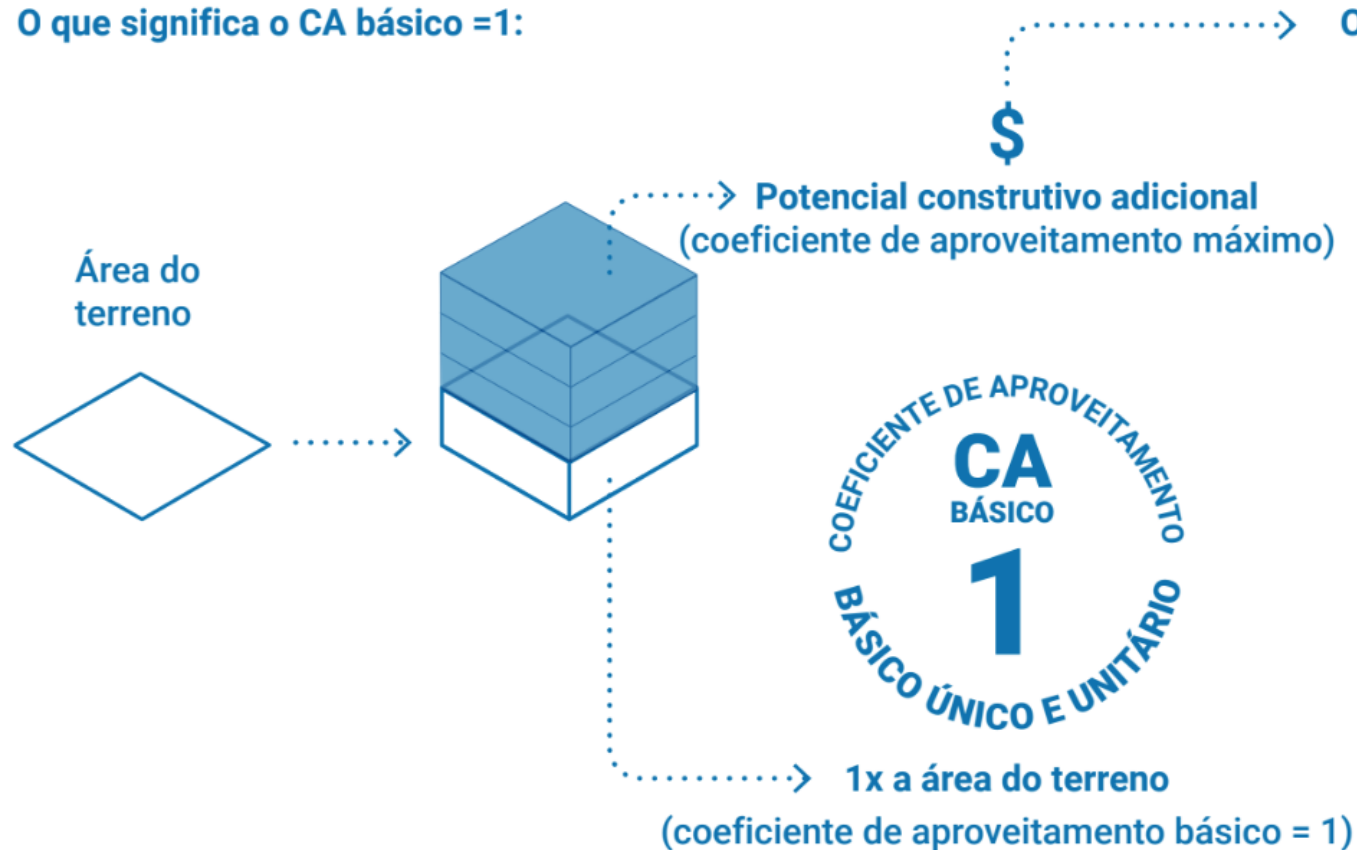 O que significa o CA básico =1:
$
Potencial construtivo adicional
(coeficiente de aproveitamento máximo)
Área do
terreno
COEFICIENTE DE APROVEITAMENTO
CA
BÁSICO
1
BÁSICO ÚNICO E UNITÁRIO
1x a área do terreno
(coeficiente de aproveitamento básico = 1)